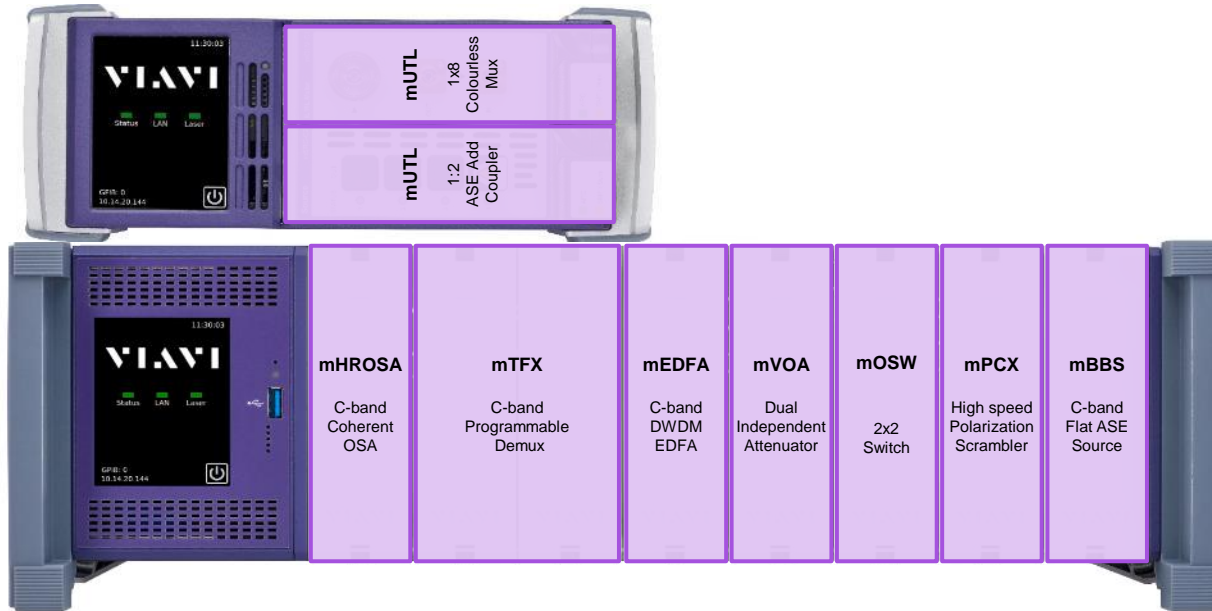 11:30:03
VIAVI
Status LAN Laser
GPIB: 0
10.14.20.144
mUTL
1x8
Colourless
Mux
mUTL
1:2
ASE Add
Coupler
11:30:03
VIAVI
Status LAN Laser
GPIB: 0
10.14.20.144
mHROSA
C-band
Coherent
OSA
mTFX
C-band
Programmable
Demux
mEDFA
C-band
DWDM
EDFA
mVOA
Dual
Independent
Attenuator
mOSW
2x2
Switch
mPCX
High speed
Polarization
Scrambler
mBBS
C-band
Flat ASE
Source